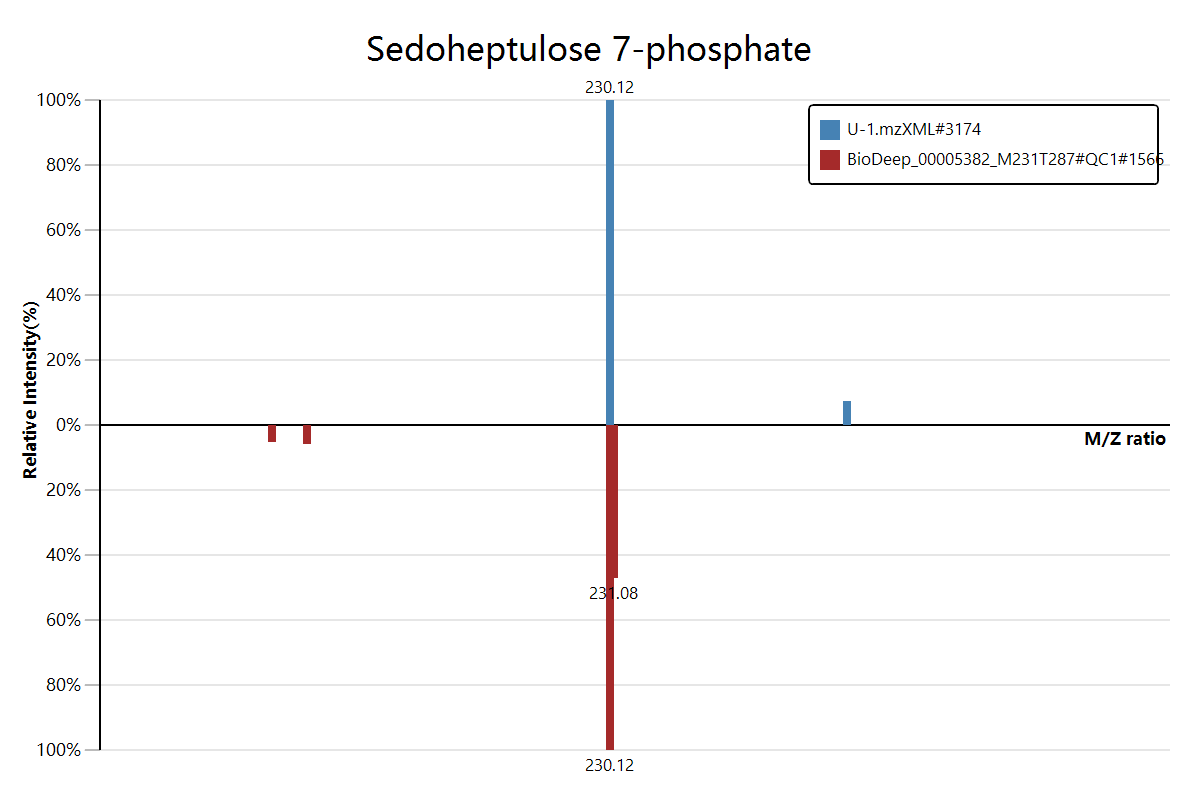 Sedoheptulose 7-phosphate
230.12
100%
U-1.mzXML#3174
BioDeep_00005382_M231T287#QC1#1566
80%
60%
40%
20%
0%
M/Z ratio
Relative Intensity(%)
20%
40%
231.08
60%
80%
100%
230.12